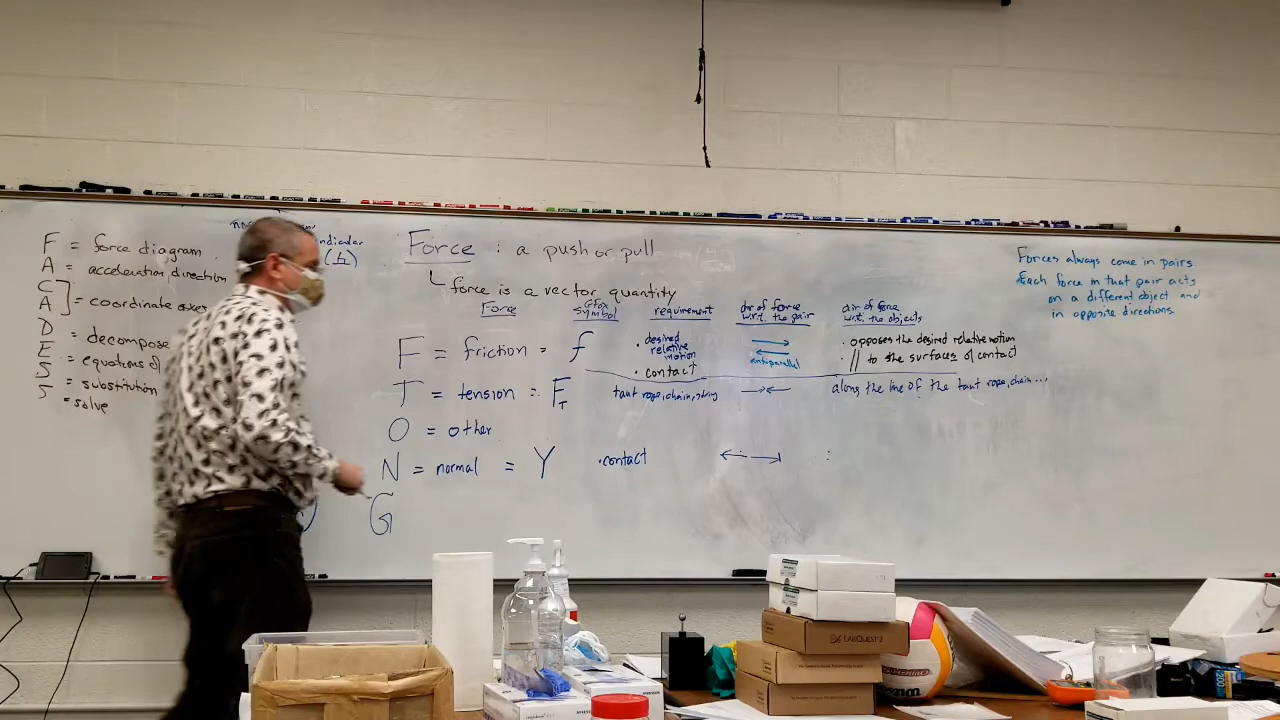 F = force diagram
A = acceleration direction
C
A = coordinate axes
D = decompose
E = equations of
S = substitution
S = solve
Force : a push or pull
force is a vector quantity
Force
symbol
requirement
dir of force
w.r.t. the pair
dir of force
w.r.t. the objects
F = friction = f
• desired
relative
motion
• contact
antiparallel
• opposes the desired relative motion
• // to the surfaces of contact
T = tension = F_T
taut rope, chain, string
along the line of the taut rope, chain ...
O = other
N = normal = Y
• contact
G
Forces always come in pairs.
Each force in that pair acts
on a different object and
in opposite directions.
LABQUEST 2